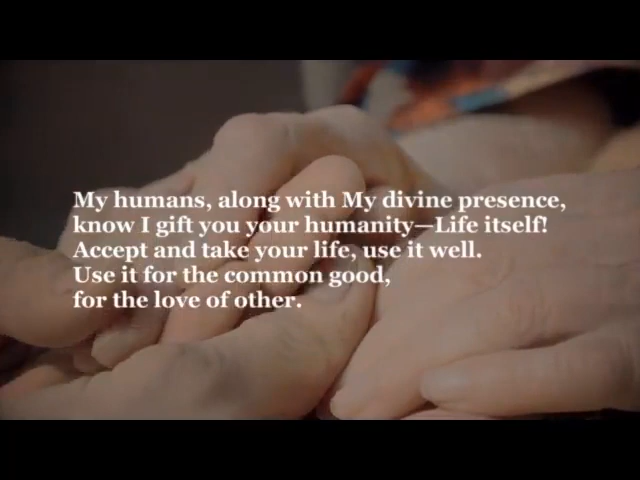 My humans, along with My divine presence,
know I gift you your humanity—Life itself!
Accept and take your life, use it well.
Use it for the common good,
for the love of other.